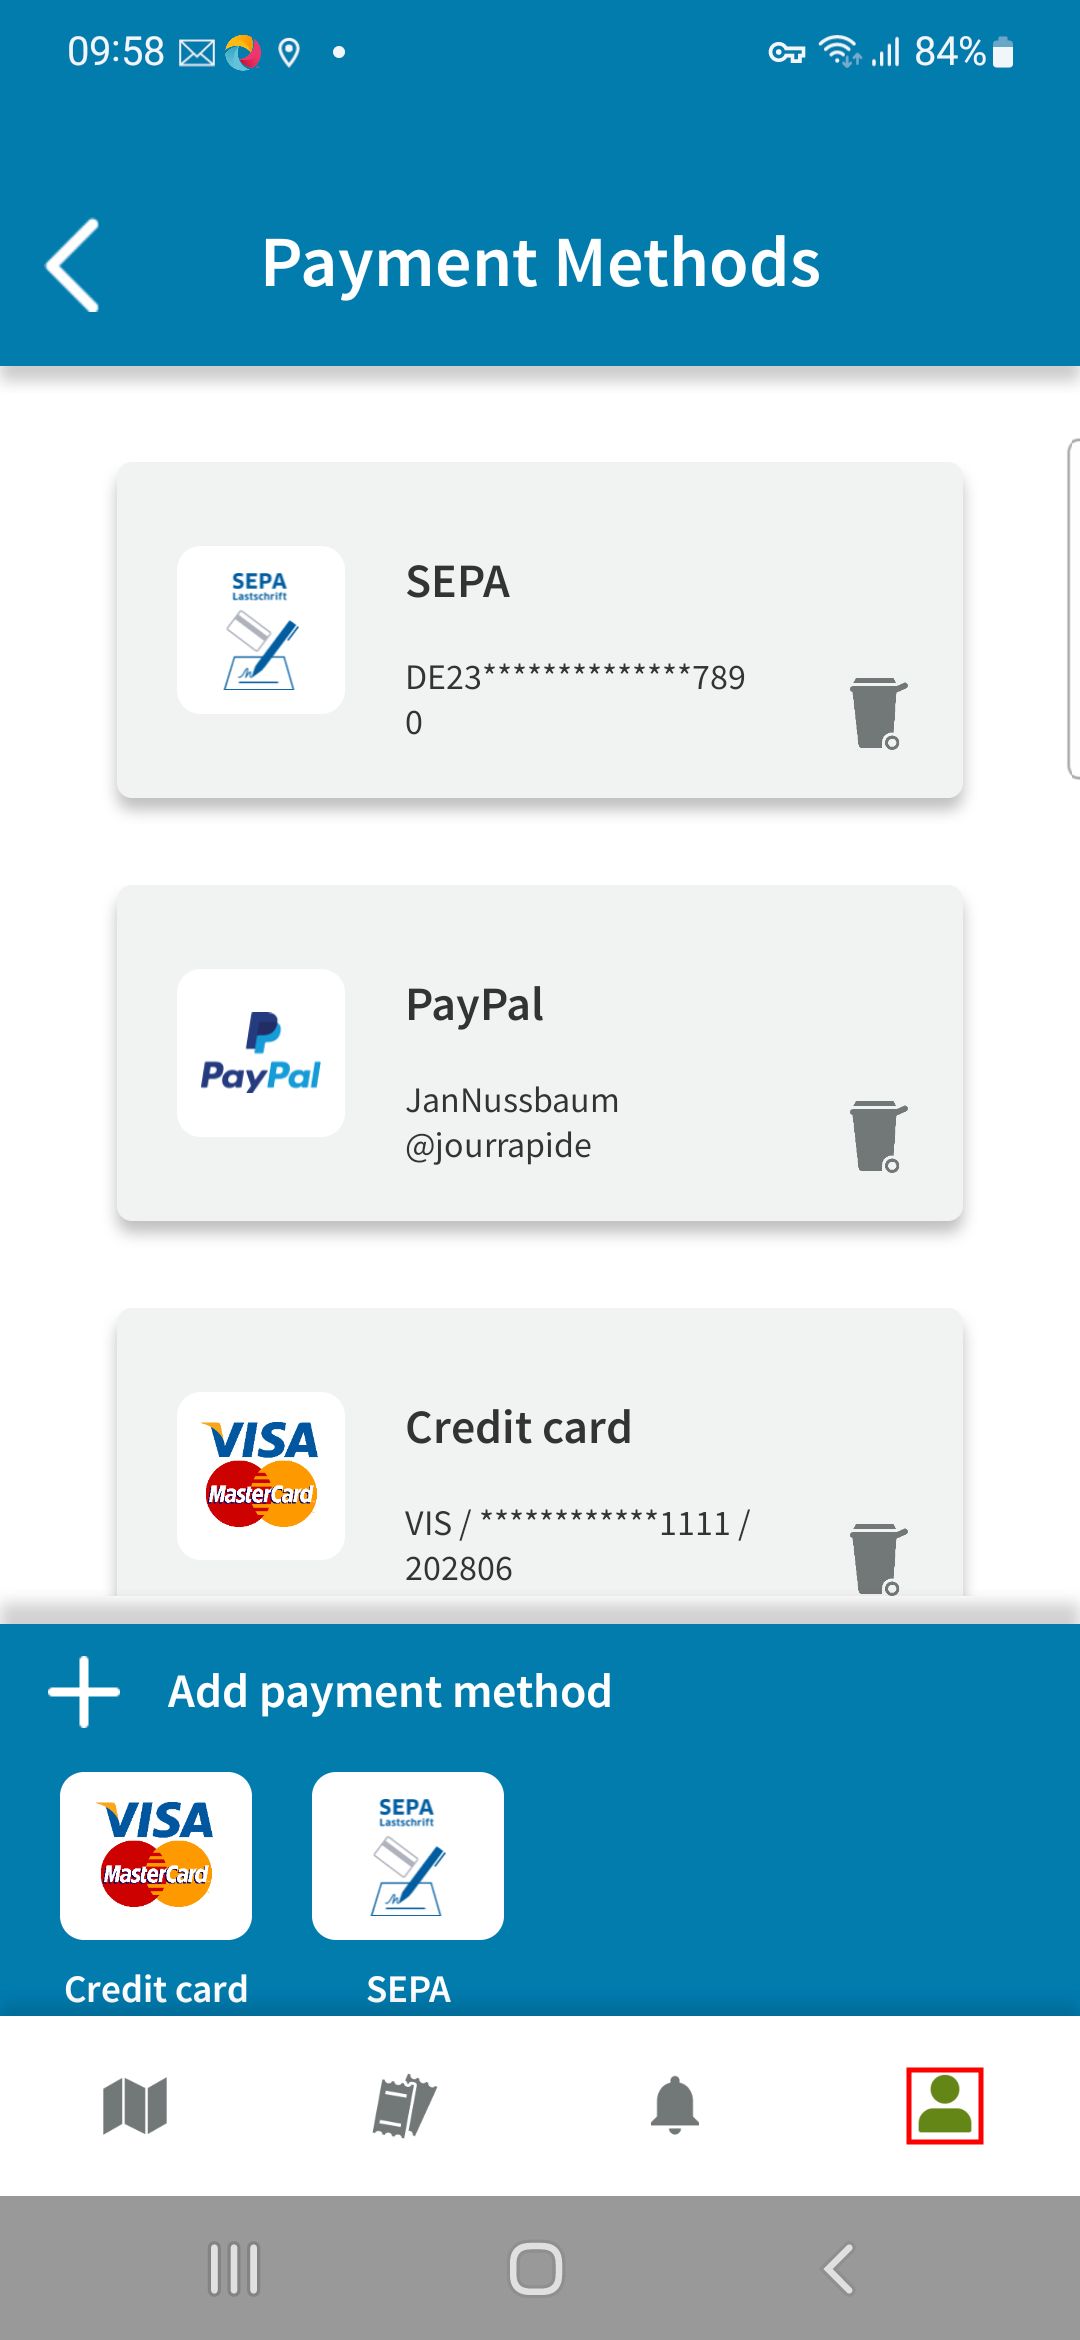 09:58
84%
Payment Methods
SEPA
Lastschrift
SEPA
DE23**************789
0
PayPal
PayPal
JanNussbaum
@jourrapide
VISA
MasterCard
Credit card
VIS / ************1111 /
202806
Add payment method
VISA
MasterCard
SEPA
Lastschrift
Credit card
SEPA